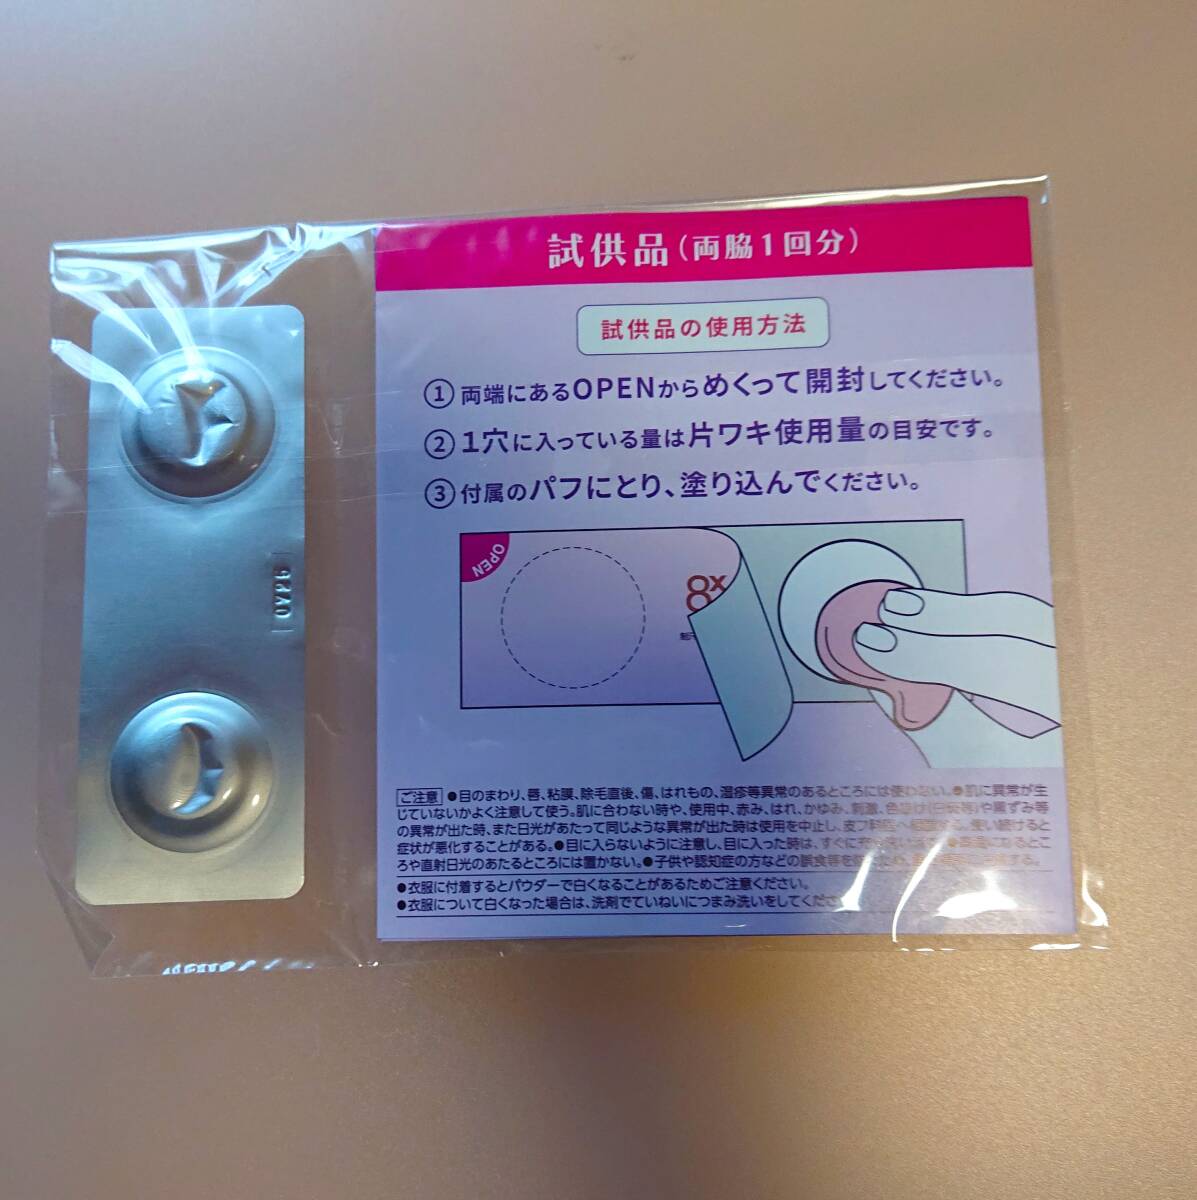 試供品（両脇１回分）
試供品の使用方法
① 両端にあるOPENからめくって開封してください。
② １穴に入っている量は片ワキ使用量の目安です。
③ 付属のパフにとり、塗り込んでください。
OPEN
8x
ご注意 ●目のまわり、唇、粘膜、除毛直後、傷、はれもの、湿疹等異常のあるところには使わない。●肌に異常が生
じていないかよく注意して使う。肌に合わない時や、使用中、赤み、はれ、かゆみ、刺激、色抜け(白斑等)や黒ずみ等
の異常が出た時、また日光があたって同じような異常が出た時は使用を中止し、皮フ科医へ相談する。使い続けると
症状が悪化することがある。●目に入らないように注意し、目に入った時は、すぐに
ろや直射日光のあたるところには置かない。●子供や認知症の方などの誤食等を
●衣服に付着するとパウダーで白くなることがあるためご注意ください。
●衣服について白くなった場合は、洗剤でていねいにつまみ洗いをしてくだ